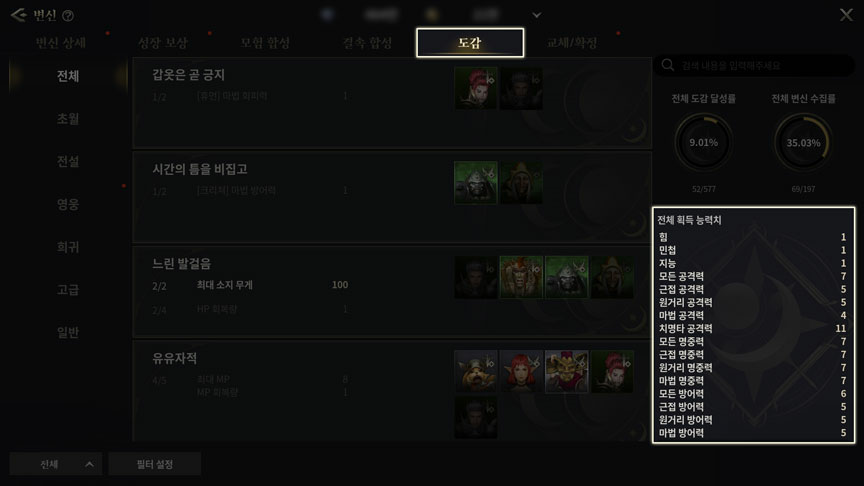 변신
변신 상세
성장 보상
모험 합성
결속 합성
도감
교체/확정
전체
초월
전설
영웅
희귀
고급
일반
갑옷은 곧 긍지
1/2 [휴먼] 마법 회피력 1
시간의 틈을 비집고
1/2 [크리처] 마법 방어력 1
느린 발걸음
2/2 최대 소지 무게 100
2/4 HP 회복량 1
유유자적
4/5 최대 MP 8
MP 회복량 1
검색 내용을 입력해주세요
전체 도감 달성률 전체 변신 수집률
9.01% 35.03%
52/577 69/197
전체 획득 능력치
힘 1
민첩 1
지능 1
모든 공격력 7
근접 공격력 5
원거리 공격력 5
마법 공격력 4
치명타 공격력 11
모든 명중력 7
근접 명중력 7
원거리 명중력 7
마법 명중력 7
모든 방어력 6
근접 방어력 5
원거리 방어력 5
마법 방어력 5
전체
필터 설정